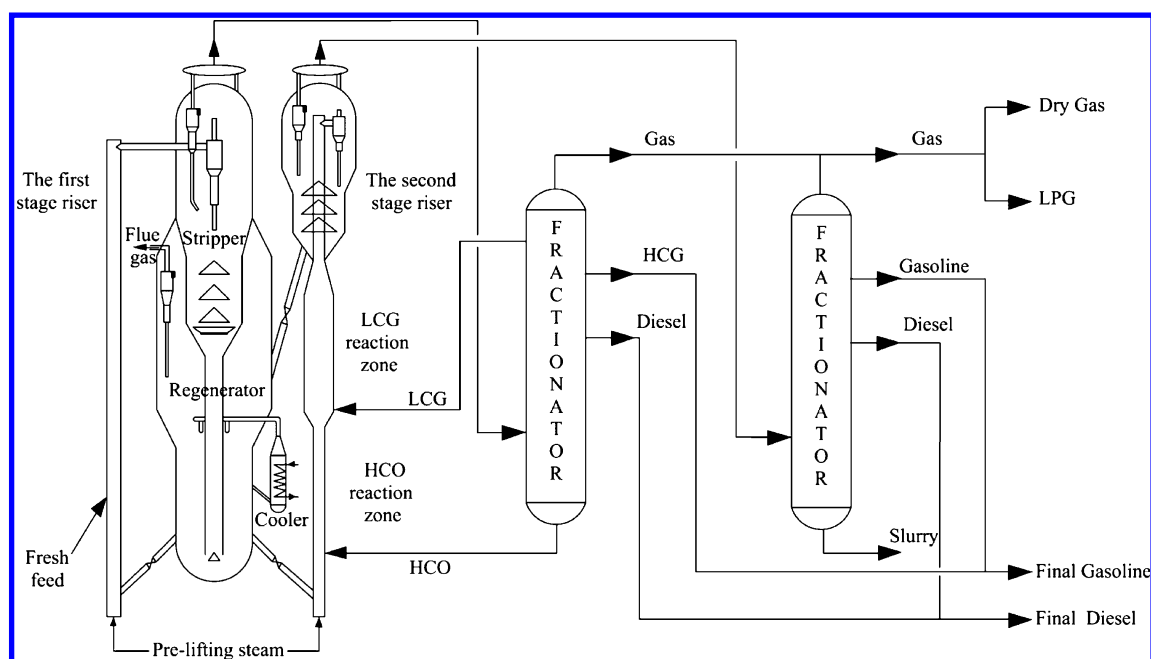 Dry Gas
Gas
Gas
The first
stage riser
The second
stage riser
LPG
Flue
gas
Stripper
FRACTIONATOR
FRACTIONATOR
HCG
Gasoline
LCG
reaction
zone
Diesel
Diesel
Regenerator
LCG
HCO
reaction
zone
Cooler
Slurry
Fresh
feed
HCO
Final Gasoline
Final Diesel
Pre-lifting steam